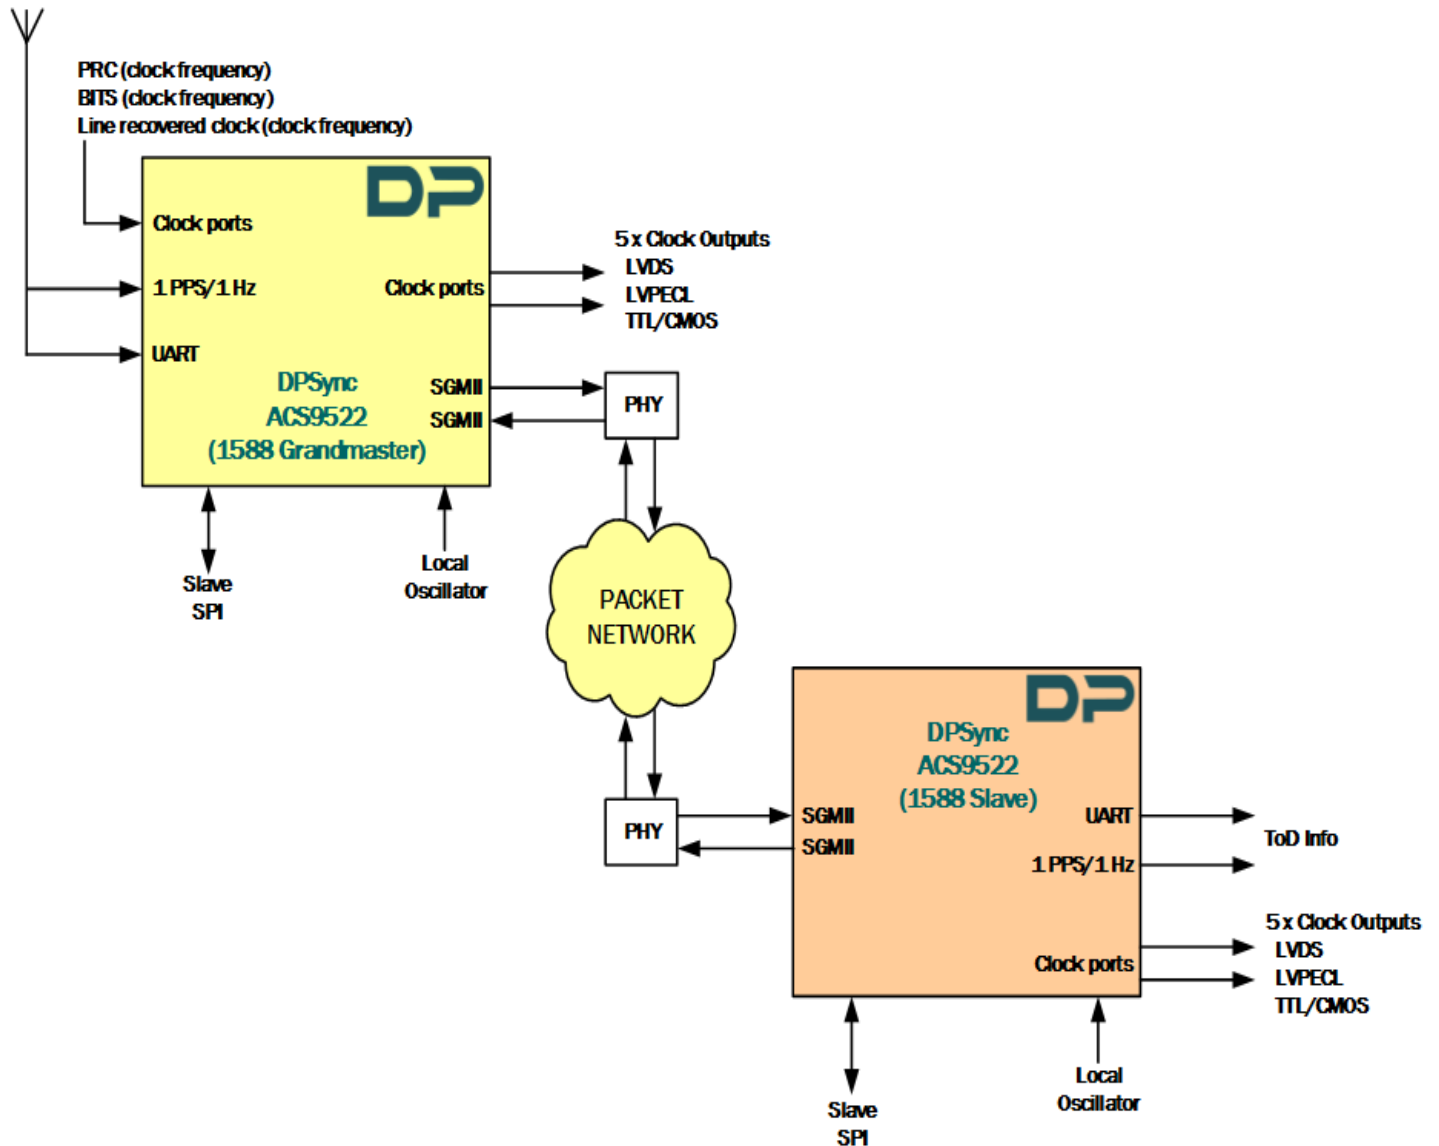 PRC (clock frequency)
BITS (clock frequency)
Line recovered clock (clock frequency)
DP
Clock ports
1 PPS/1 Hz
UART
Clock ports
5 x Clock Outputs
LVDS
LVPECL
TTL/CMOS
DPSync
ACS9522
(1588 Grandmaster)
SGMII
SGMII
PHY
Slave
SPI
Local
Oscillator
PACKET
NETWORK
DP
DPSync
ACS9522
(1588 Slave)
PHY
SGMII
SGMII
UART
1 PPS/1 Hz
ToD Info
Clock ports
5 x Clock Outputs
LVDS
LVPECL
TTL/CMOS
Slave
SPI
Local
Oscillator